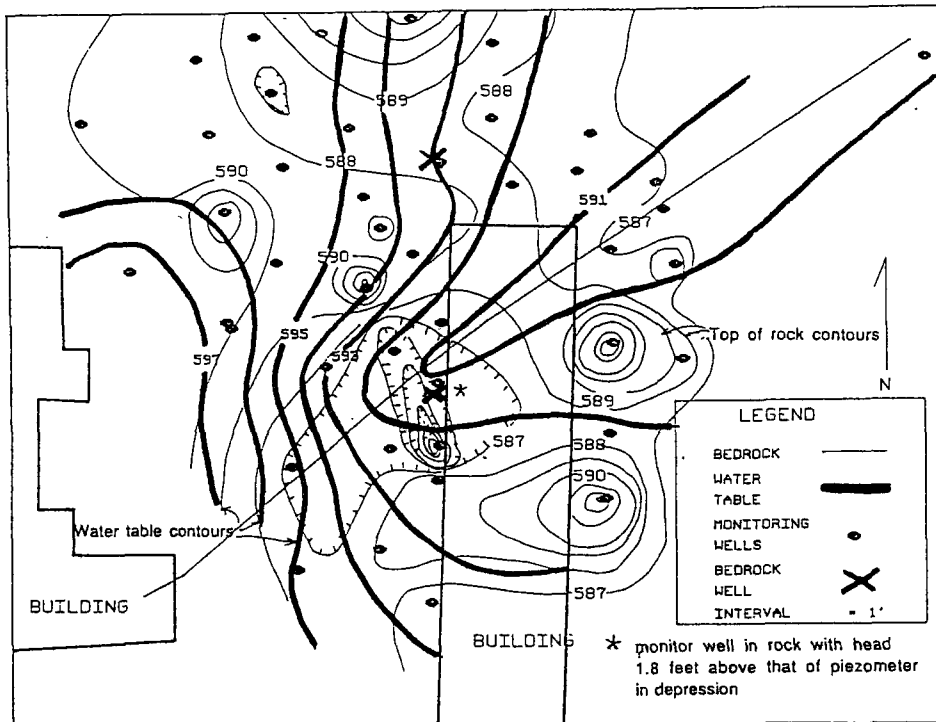 589
588
588
590
591
587
590
595
593
597
Top of rock contours
N
589
587
588
590
587
Water table contours
BUILDING
BUILDING
LEGEND
BEDROCK
WATER
TABLE
MONITORING
WELLS
BEDROCK
WELL
INTERVAL = 1'
* monitor well in rock with head
1.8 feet above that of piezometer
in depression
*